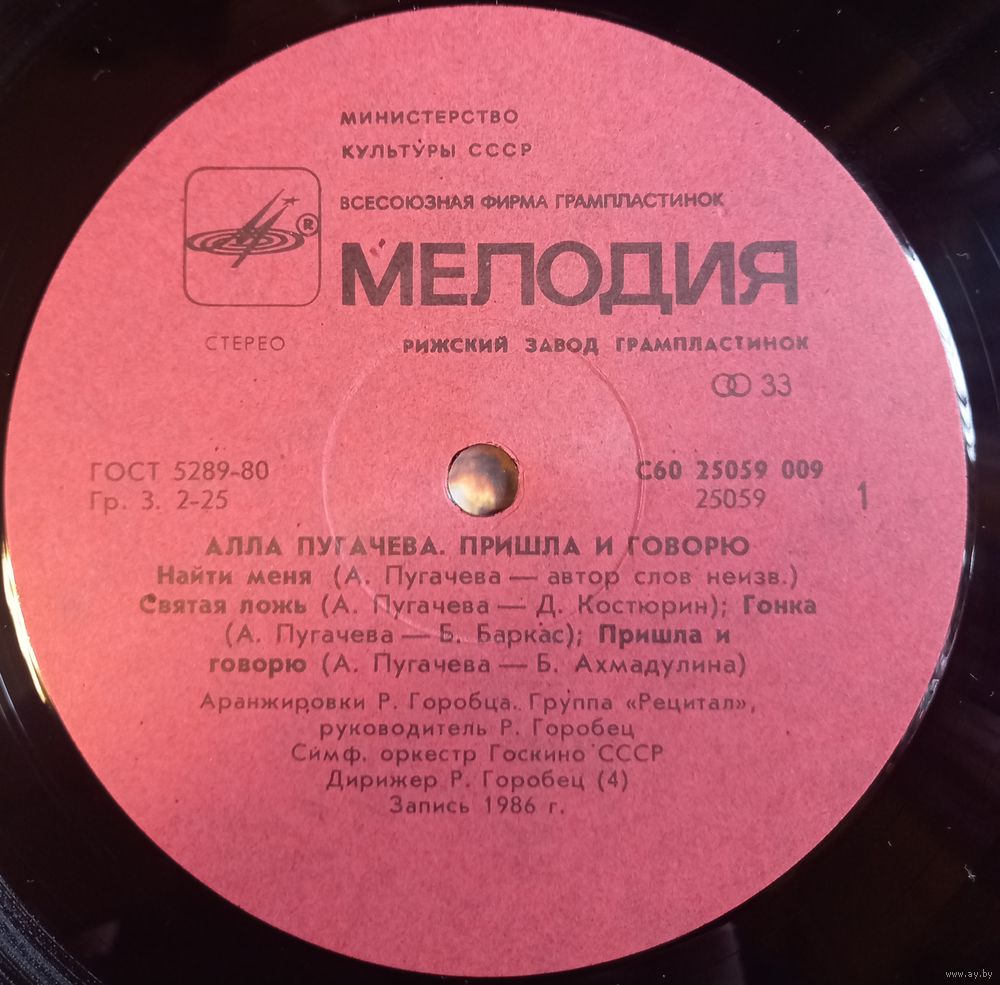 МИНИСТЕРСТВО
КУЛЬТУРЫ СССР
ВСЕСОЮЗНАЯ ФИРМА ГРАМПЛАСТИНОК
®
МЕЛОДИЯ
СТЕРЕО
РИЖСКИЙ ЗАВОД ГРАМПЛАСТИНОК
33
ГОСТ 5289-80
Гр. 3. 2-25
С60 25059 009
25059
1
АЛЛА ПУГАЧЕВА. ПРИШЛА И ГОВОРЮ
Найти меня (А. Пугачева — автор слов неизв.)
Святая ложь (А. Пугачева — Д. Костюрин); Гонка
(А. Пугачева — Б. Баркас); Пришла и
говорю (А. Пугачева — Б. Ахмадулина)
Аранжировки Р. Горобца. Группа «Рецитал»,
руководитель Р. Горобец
Симф. оркестр Госкино СССР
Дирижер Р. Горобец (4)
Запись 1986 г.
www.ay.by